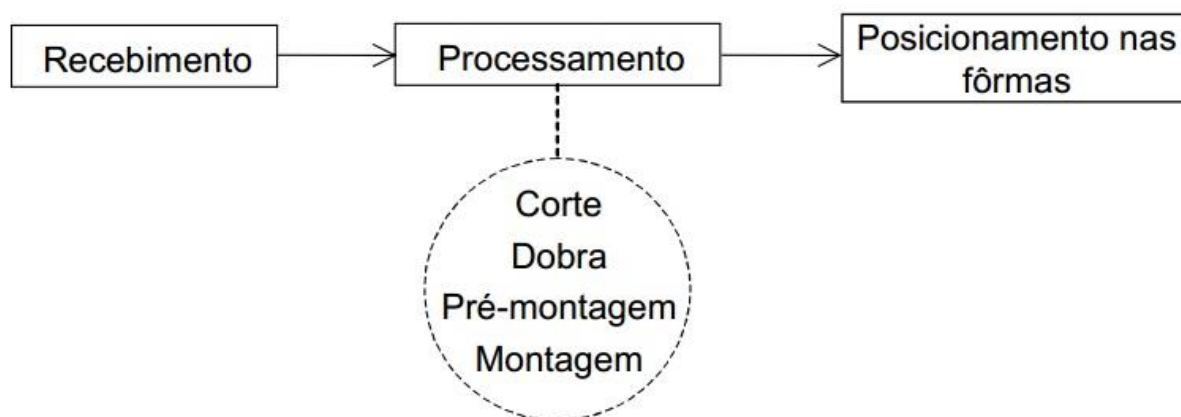 Recebimento
Processamento
Posicionamento nas
fôrmas
Corte
Dobra
Pré-montagem
Montagem